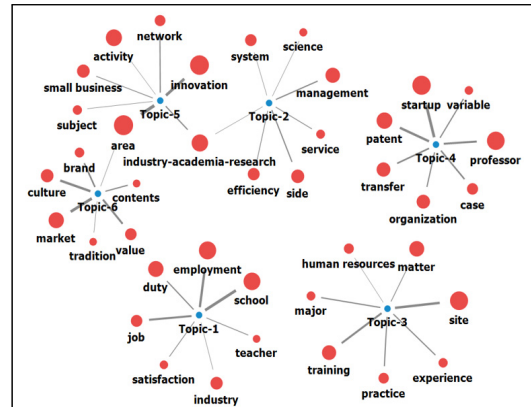 network
science
system
activity
innovation
management
small business
Topic-5
Topic-2
startup
variable
subject
area
patent
Topic-4
professor
brand
industry-academia-research
service
culture
contents
transfer
case
Topic-6
efficiency
side
organization
market
value
tradition
employment
human resources
matter
duty
school
major
Topic-3
site
job
Topic-1
teacher
training
experience
satisfaction
industry
practice